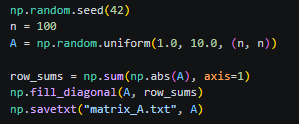 np.random.seed(42)
n = 100
A = np.random.uniform(1.0, 10.0, (n, n))
row_sums = np.sum(np.abs(A), axis=1)
np.fill_diagonal(A, row_sums)
np.savetxt("matrix_A.txt", A)